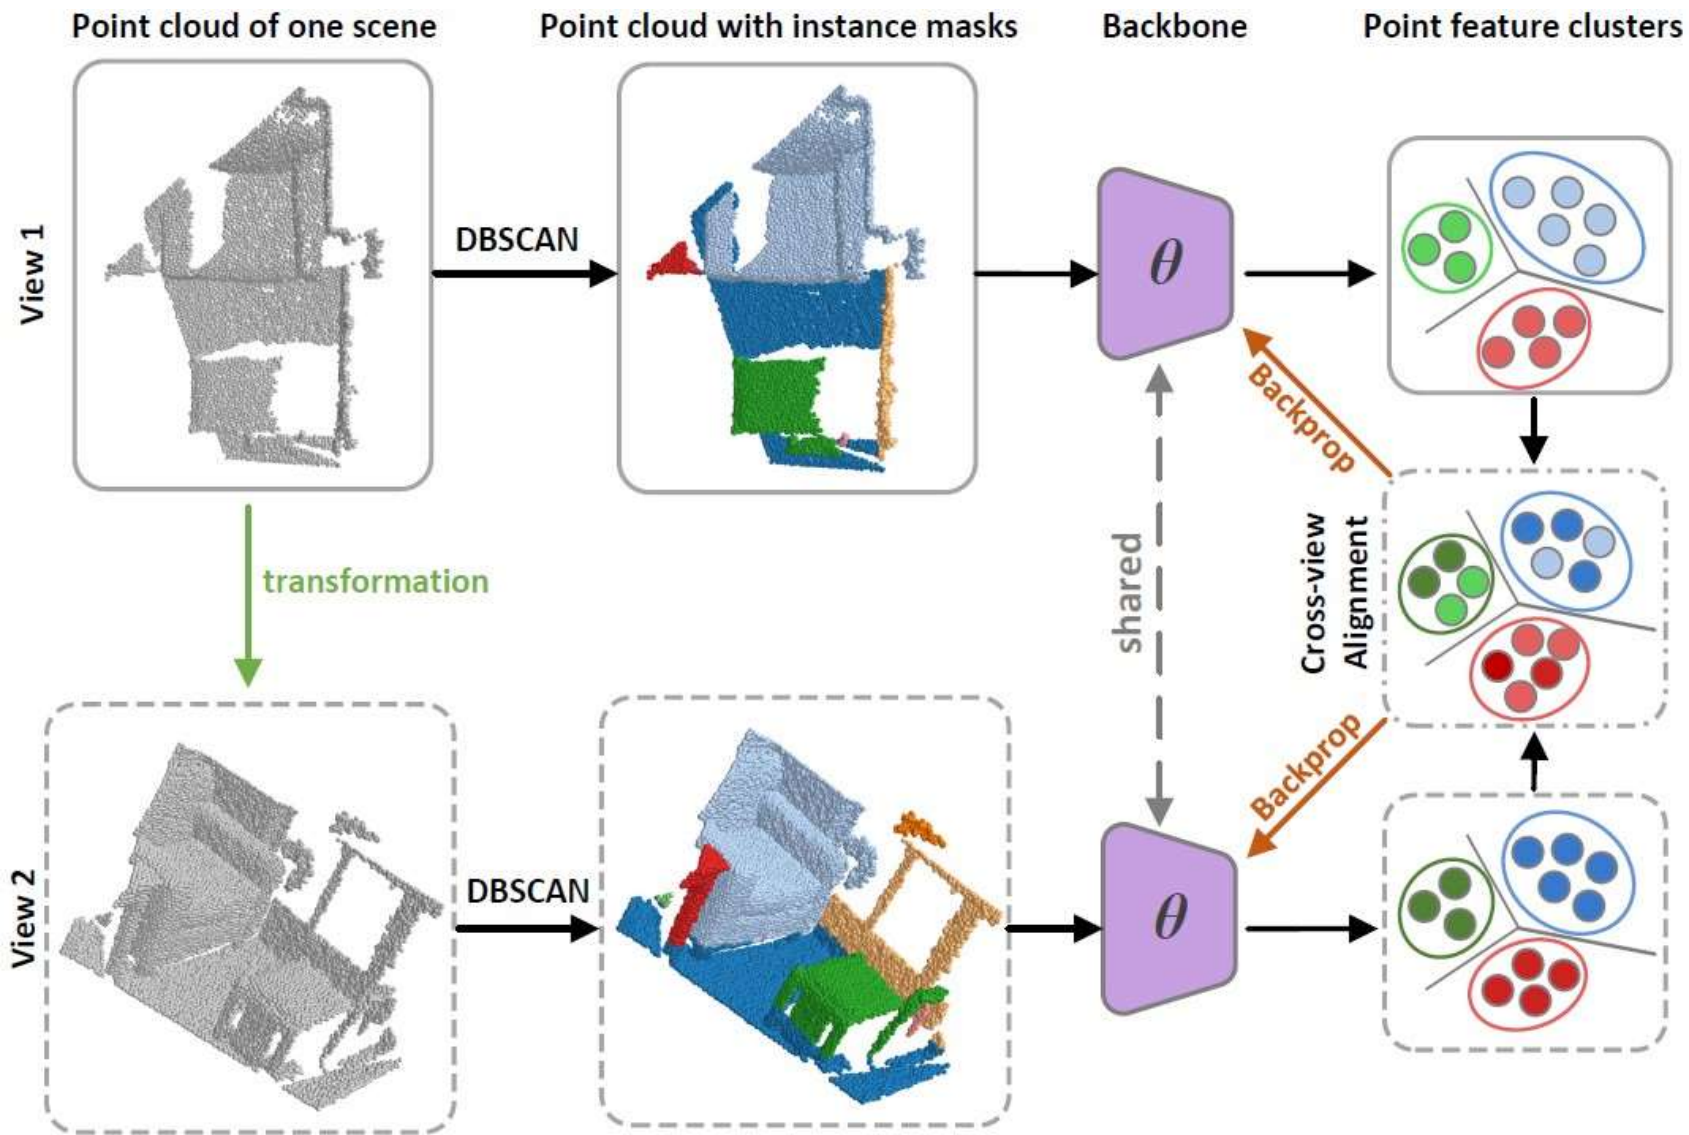 Point cloud of one scene
Point cloud with instance masks
Backbone
Point feature clusters
View 1
DBSCAN
θ
Backprop
transformation
shared
Cross-view
Alignment
Backprop
View 2
DBSCAN
θ